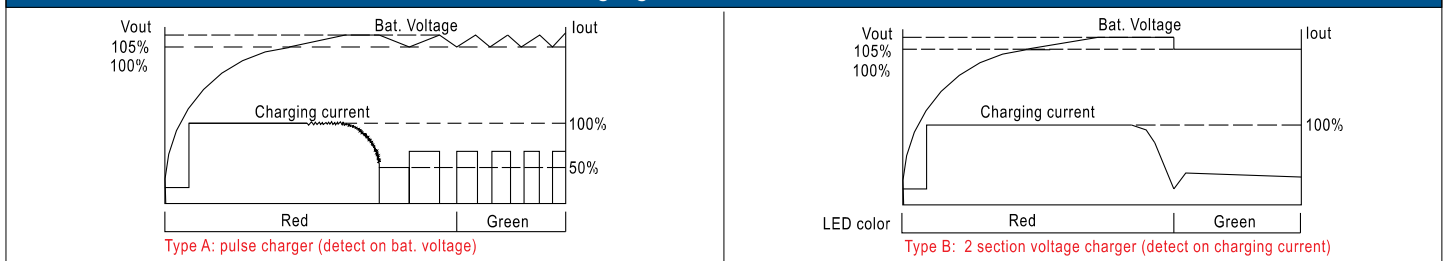 Vout
Bat. Voltage
Iout
105%
100%
Charging current
100%
50%
Red
Green
Type A: pulse charger (detect on bat. voltage)
Vout
Bat. Voltage
Iout
105%
100%
Charging current
100%
LED color
Red
Green
Type B: 2 section voltage charger (detect on charging current)